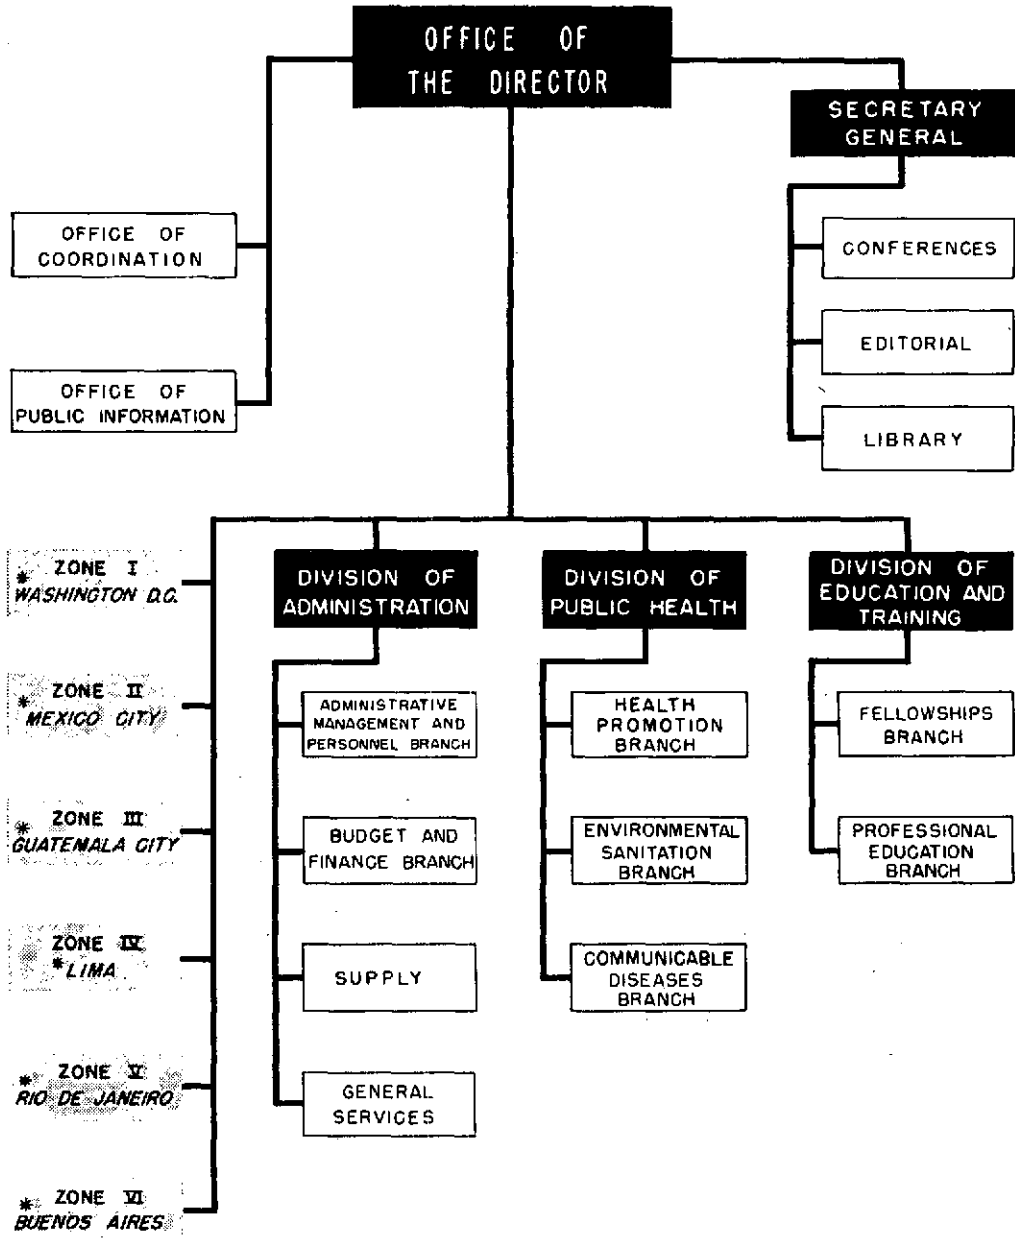 OFFICE OF
THE DIRECTOR
SECRETARY
GENERAL
OFFICE OF
COORDINATION
OFFICE OF
PUBLIC INFORMATION
CONFERENCES
EDITORIAL
LIBRARY
ZONE I
* WASHINGTON D.C.
ZONE II
* MEXICO CITY
ZONE III
* GUATEMALA CITY
ZONE IV
* LIMA
ZONE V
* RIO DE JANEIRO
ZONE VI
* BUENOS AIRES
DIVISION OF
ADMINISTRATION
ADMINISTRATIVE
MANAGEMENT AND
PERSONNEL BRANCH
BUDGET AND
FINANCE BRANCH
SUPPLY
GENERAL
SERVICES
DIVISION OF
PUBLIC HEALTH
HEALTH
PROMOTION
BRANCH
ENVIRONMENTAL
SANITATION
BRANCH
COMMUNICABLE
DISEASES
BRANCH
DIVISION OF
EDUCATION AND
TRAINING
FELLOWSHIPS
BRANCH
PROFESSIONAL
EDUCATION
BRANCH